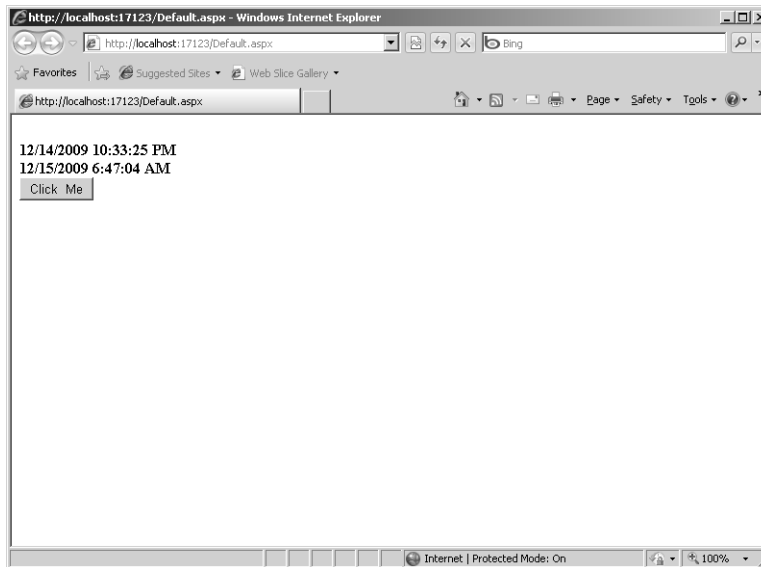 http://localhost:17123/Default.aspx - Windows Internet Explorer
http://localhost:17123/Default.aspx
Bing
Favorites
Suggested Sites
Web Slice Gallery
http://localhost:17123/Default.aspx
Page
Safety
Tools
12/14/2009 10:33:25 PM
12/15/2009 6:47:04 AM
Click Me
Internet | Protected Mode: On
100%